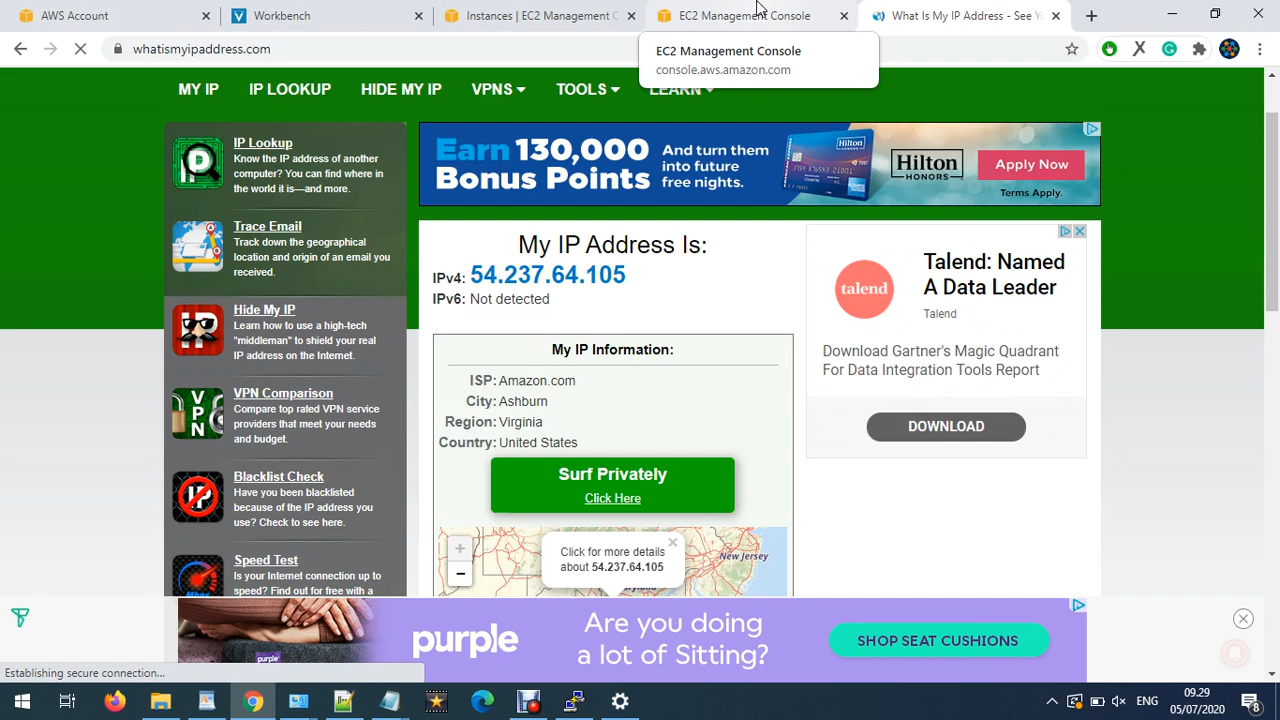 AWS Account
Workbench
Instances | EC2 Management C
EC2 Management Console
What Is My IP Address - See Yo
whatismyipaddress.com
EC2 Management Console
console.aws.amazon.com
MY IP
IP LOOKUP
HIDE MY IP
VPNS
TOOLS
LEARN
IP Lookup
Know the IP address of another
computer? You can find where in
the world it is—and more.
Trace Email
Track down the geographical
location and origin of an email you
received.
Hide My IP
Learn how to use a high-tech
"middleman" to shield your real
IP address on the Internet.
VPN Comparison
Compare top rated VPN service
providers that meet your needs
and budget.
Blacklist Check
Have you been blacklisted
because of the IP address you
use? Check to see here.
Speed Test
Is your Internet connection up to
speed? Find out for free with a
Earn 130,000
Bonus Points
And turn them
into future
free nights.
Hilton
HONORS
Apply Now
Terms Apply.
My IP Address Is:
IPv4: 54.237.64.105
IPv6: Not detected
My IP Information:
ISP: Amazon.com
City: Ashburn
Region: Virginia
Country: United States
Surf Privately
Click Here
Click for more details
about 54.237.64.105
New Jersey
talend
Talend: Named
A Data Leader
Talend
Download Gartner's Magic Quadrant
For Data Integration Tools Report
DOWNLOAD
purple
Are you doing
a lot of Sitting?
SHOP SEAT CUSHIONS
Establishing secure connection...
ENG
09.29
05/07/2020
8